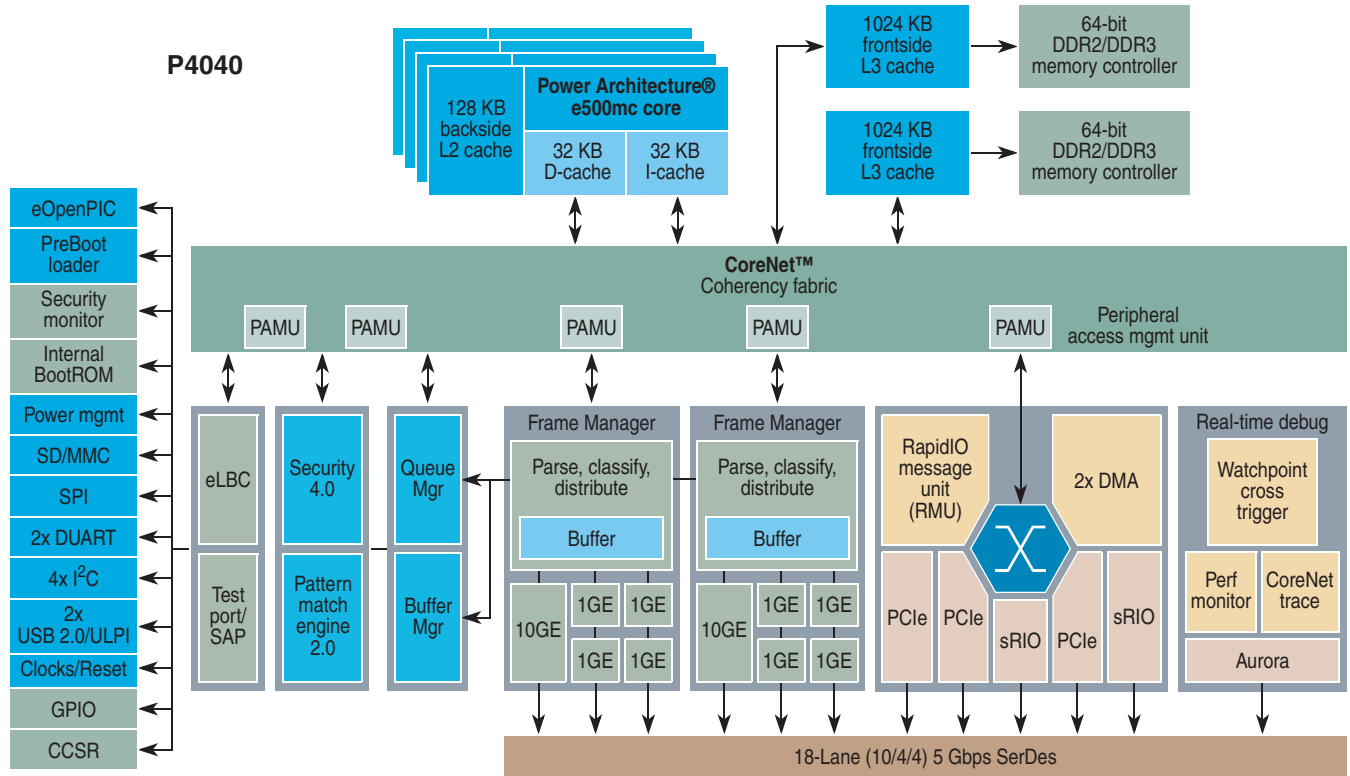 P4040
128 KB
backside
L2 cache
Power Architecture®
e500mc core
32 KB
D-cache
32 KB
I-cache
1024 KB
frontside
L3 cache
64-bit
DDR2/DDR3
memory controller
1024 KB
frontside
L3 cache
64-bit
DDR2/DDR3
memory controller
eOpenPIC
PreBoot
loader
Security
monitor
Internal
BootROM
Power mgmt
SD/MMC
SPI
2x DUART
4x I²C
2x
USB 2.0/ULPI
Clocks/Reset
GPIO
CCSR
CoreNet™
Coherency fabric
PAMU
PAMU
PAMU
PAMU
PAMU
Peripheral
access mgmt unit
eLBC
Test
port/
SAP
Security
4.0
Pattern
match
engine
2.0
Queue
Mgr
Buffer
Mgr
Frame Manager
Parse, classify,
distribute
Buffer
10GE
1GE
1GE
1GE
1GE
Frame Manager
Parse, classify,
distribute
Buffer
10GE
1GE
1GE
1GE
1GE
RapidIO
message
unit
(RMU)
2x DMA
PCIe
PCIe
sRIO
PCIe
sRIO
Real-time debug
Watchpoint
cross
trigger
Perf
monitor
CoreNet
trace
Aurora
18-Lane (10/4/4) 5 Gbps SerDes